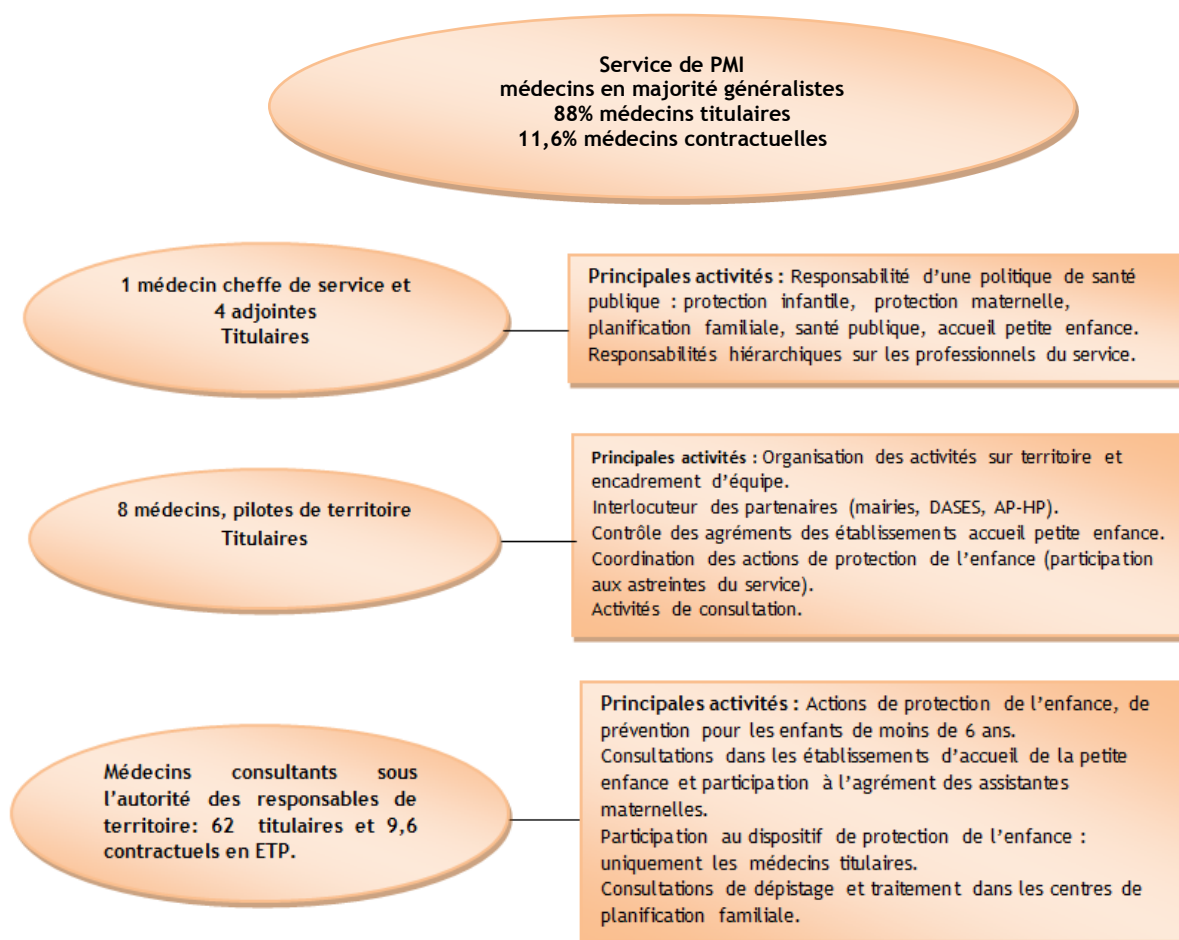 Service de PMI
médecins en majorité généralistes
88% médecins titulaires
11,6% médecins contractuelles
1 médecin cheffe de service et
4 adjointes
Titulaires
Principales activités : Responsabilité d'une politique de santé
publique : protection infantile, protection maternelle,
planification familiale, santé publique, accueil petite enfance.
Responsabilités hiérarchiques sur les professionnels du service.
8 médecins, pilotes de territoire
Titulaires
Principales activités : Organisation des activités sur territoire et
encadrement d'équipe.
Interlocuteur des partenaires (mairies, DASES, AP-HP).
Contrôle des agréments des établissements accueil petite enfance.
Coordination des actions de protection de l'enfance (participation
aux astreintes du service).
Activités de consultation.
Médecins consultants sous
l'autorité des responsables de
territoire: 62 titulaires et 9,6
contractuels en ETP.
Principales activités : Actions de protection de l'enfance, de
prévention pour les enfants de moins de 6 ans.
Consultations dans les établissements d'accueil de la petite
enfance et participation à l'agrément des assistantes
maternelles.
Participation au dispositif de protection de l'enfance :
uniquement les médecins titulaires.
Consultations de dépistage et traitement dans les centres de
planification familiale.